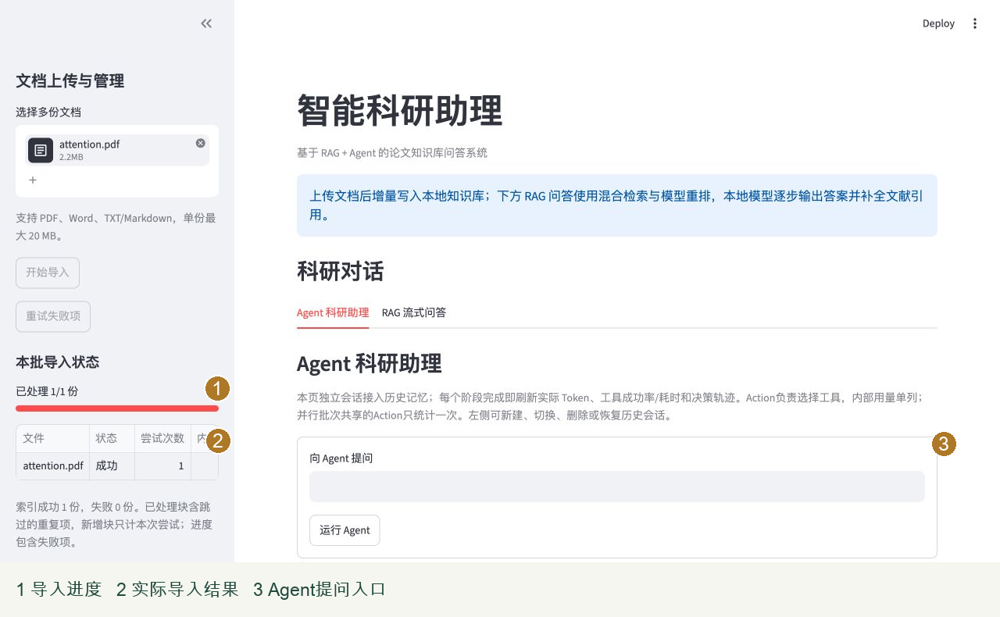 Deploy
文档上传与管理
选择多份文档
attention.pdf
2.2MB
支持 PDF、Word、TXT/Markdown，单份最
大 20 MB。
开始导入
重试失败项
本批导入状态
已处理 1/1 份
1
文件 状态 尝试次数 内
2
attention.pdf 成功 1
索引成功 1 份，失败 0 份。已处理块含跳
过的重复项，新增块只计本次尝试；进度
包含失败项。
智能科研助理
基于 RAG + Agent 的论文知识库问答系统
上传文档后增量写入本地知识库；下方 RAG 问答使用混合检索与模型重排，本地模型逐步输出答案并补全文献引
用。
科研对话
Agent 科研助理 RAG 流式问答
Agent 科研助理
本页独立会话接入历史记忆；每个阶段完成即刷新实际 Token、工具成功率/耗时和决策轨迹。Action负责选择工具，内部用量单列；
并行批次共享的Action只统计一次。左侧可新建、切换、删除或恢复历史会话。
3
向 Agent 提问
运行 Agent
1 导入进度 2 实际导入结果 3 Agent提问入口